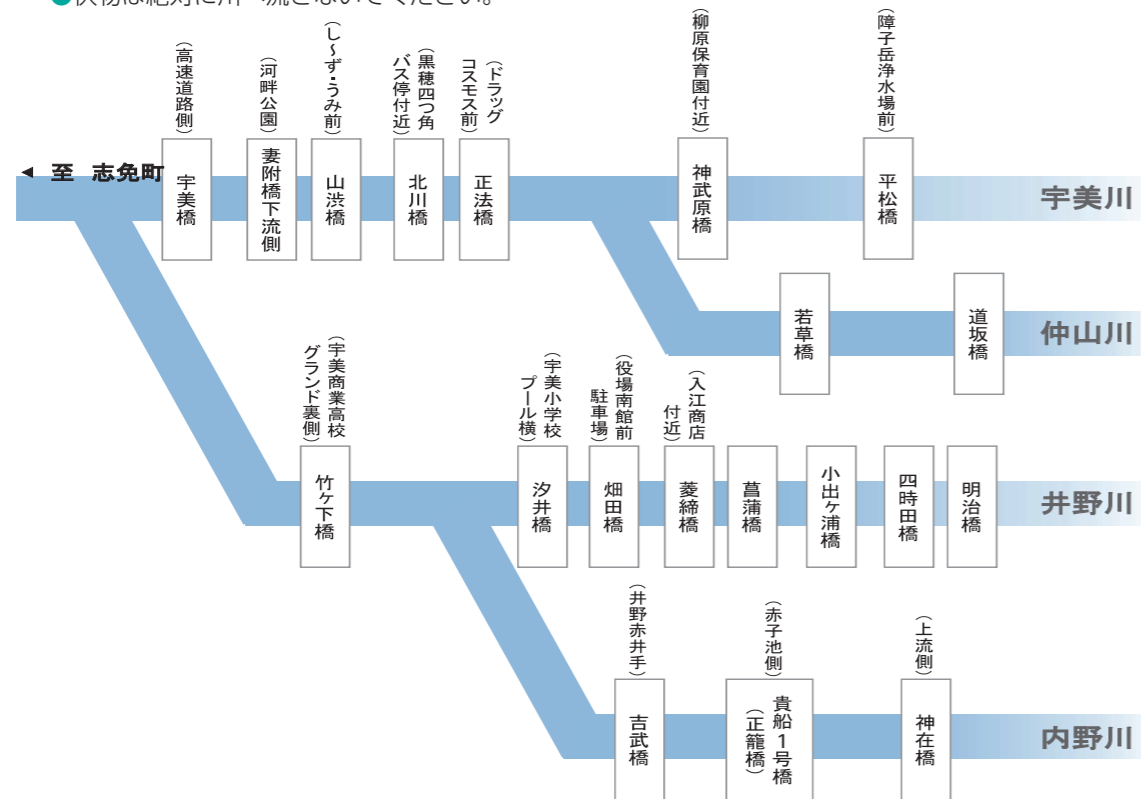 （高速道路側）
宇美橋
（河畔公園）
妻附橋下流側
（し～ず・うみ前）
山渋橋
（黒穂四つ角
バス停付近）
北川橋
（ドラッグ
コスモス前）
正法橋
（柳原保育園付近）
神武原橋
（障子岳浄水場前）
平松橋
◀ 至 志免町
宇美川
若草橋
道坂橋
仲山川
（宇美商業高校
グランド裏側）
竹ヶ下橋
（宇美小学校
プール横）
汐井橋
（役場南館前
駐車場）
畑田橋
（入江商店
付近）
菱締橋
菖蒲橋
小出ヶ浦橋
四時田橋
明治橋
井野川
（井野赤井手）
吉武橋
（赤子池側）
貴船1号橋
（正籠橋）
（上流側）
神在橋
内野川